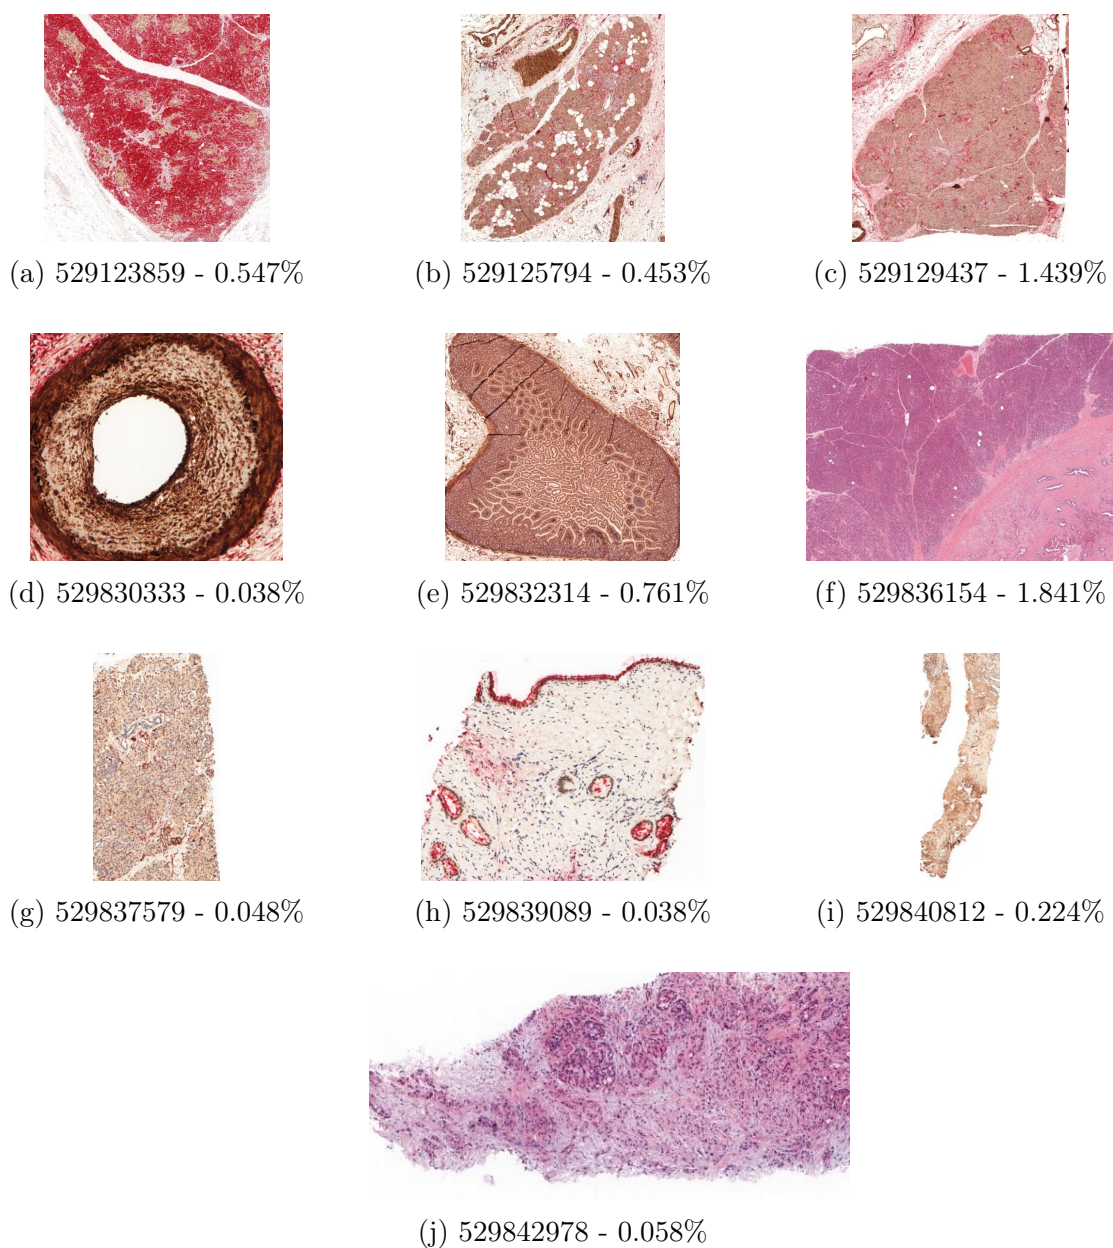 (a) 529123859 - 0.547%
(b) 529125794 - 0.453%
(c) 529129437 - 1.439%
(d) 529830333 - 0.038%
(e) 529832314 - 0.761%
(f) 529836154 - 1.841%
(g) 529837579 - 0.048%
(h) 529839089 - 0.038%
(i) 529840812 - 0.224%
(j) 529842978 - 0.058%